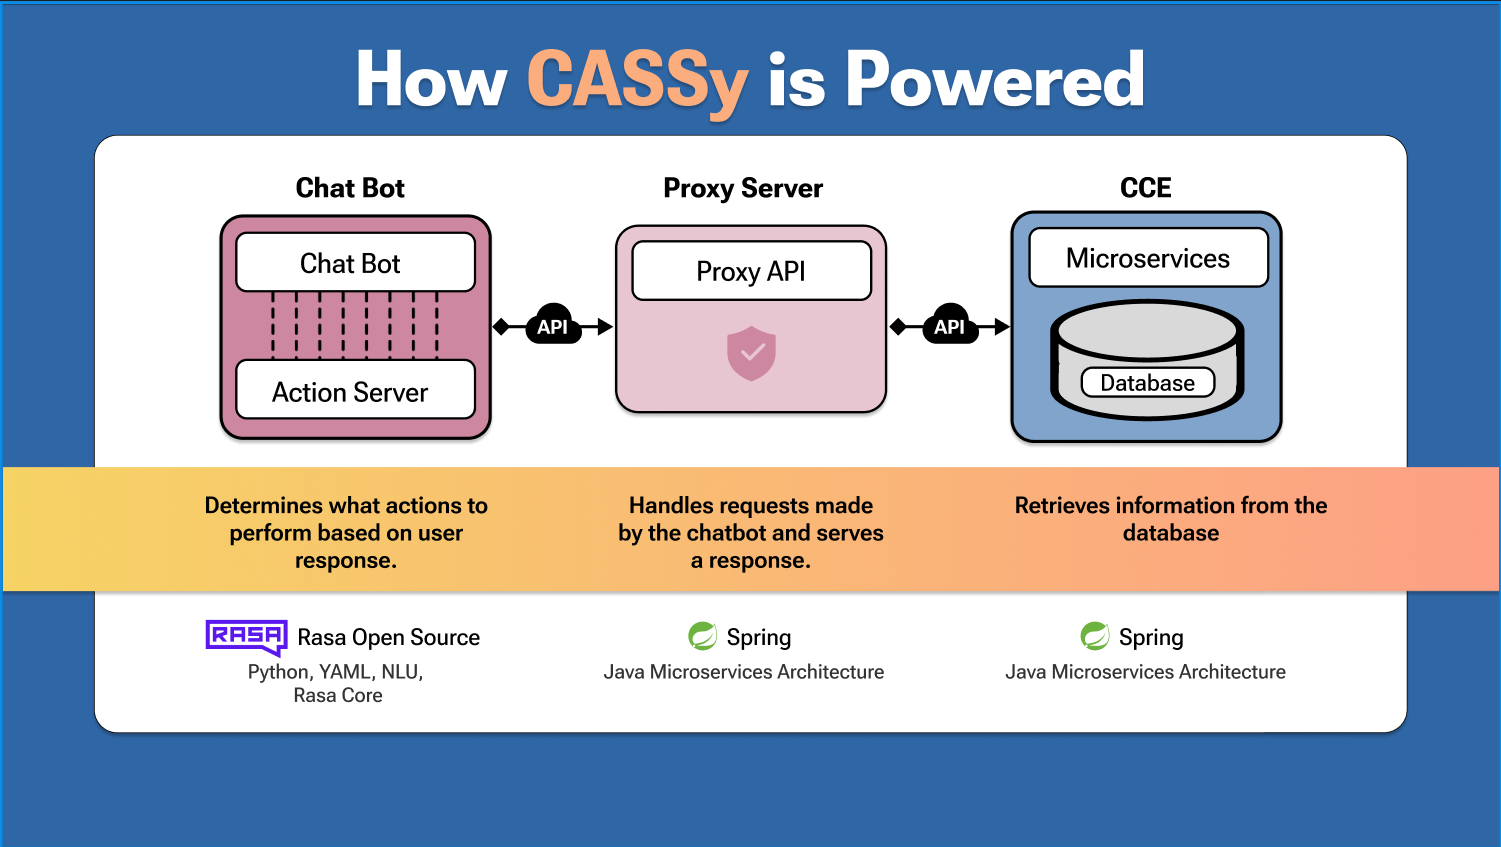 How CASSy is Powered
Chat Bot
Proxy Server
CCE
Chat Bot
Action Server
API
Proxy API
API
Microservices
Database
Determines what actions to
perform based on user
response.
Handles requests made
by the chatbot and serves
a response.
Retrieves information from the
database
RASA Rasa Open Source
Python, YAML, NLU,
Rasa Core
Spring
Java Microservices Architecture
Spring
Java Microservices Architecture